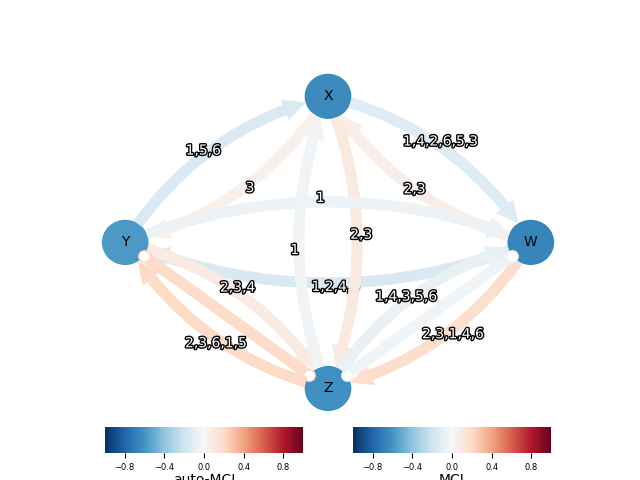 X
1,5,6
1,4,2,6,5,3
3
2,3
1
Y
2,3
W
1
2,3,4
1,2,4,
1,4,3,5,6
2,3,6,1,5
2,3,1,4,6
Z
−0.8 −0.4 0.0 0.4 0.8
−0.8 −0.4 0.0 0.4 0.8
auto-MCI
MCI